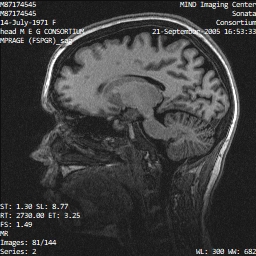 M87174545
M87174545
14-July-1971 F
head M E G CONSORTIUM
MPRAGE (FSPGR)_sag
MIND Imaging Center
Sonata
Consortium
21-September-2005 16:53:33
ST: 1.30 SL: 8.77
RT: 2730.00 ET: 3.25
FS: 1.49
MR
Images: 81/144
Series: 2
WL: 300 WW: 682